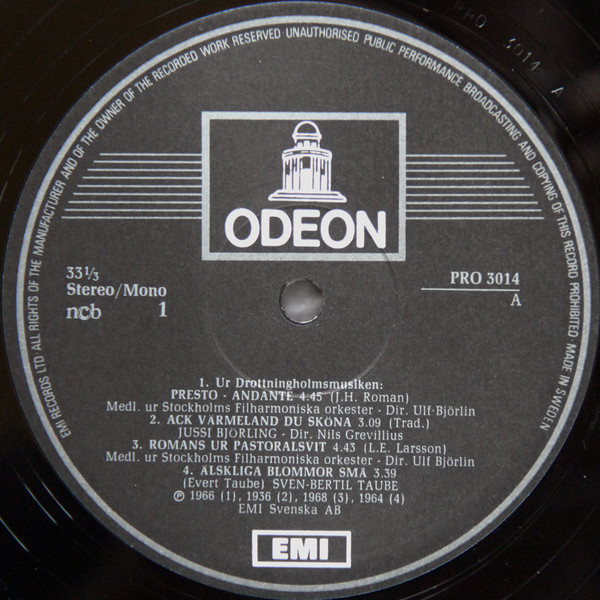 EMI RECORDS LTD· ALL RIGHTS OF THE MANUFACTURER AND OF THE OWNER OF THE RECORDED WORK RESERVED UNAUTHORISED PUBLIC PERFORMANCE BROADCASTING AND COPYING OF THIS RECORD PROHIBITED · MADE IN SWEDEN
PRO 3014 A
ODEON
33⅓
Stereo/Mono
ncb 1
PRO 3014
A
1. Ur Drottningholmsmusiken:
PRESTO - ANDANTE 4.45 (J.H. Roman)
Medl. ur Stockholms Filharmoniska orkester - Dir. Ulf Björlin
2. ACK VÄRMELAND DU SKÖNA 3.09 (Trad.)
JUSSI BJÖRLING - Dir. Nils Grevillius
3. ROMANS UR PASTORALSVIT 4.43 (L.E. Larsson)
Medl. ur Stockholms Filharmoniska orkester - Dir. Ulf Björlin
4. ÄLSKLIGA BLOMMOR SMÅ 3.39
(Evert Taube) SVEN-BERTIL TAUBE
℗ 1966 (1), 1936 (2), 1968 (3), 1964 (4)
EMI Svenska AB
EMI